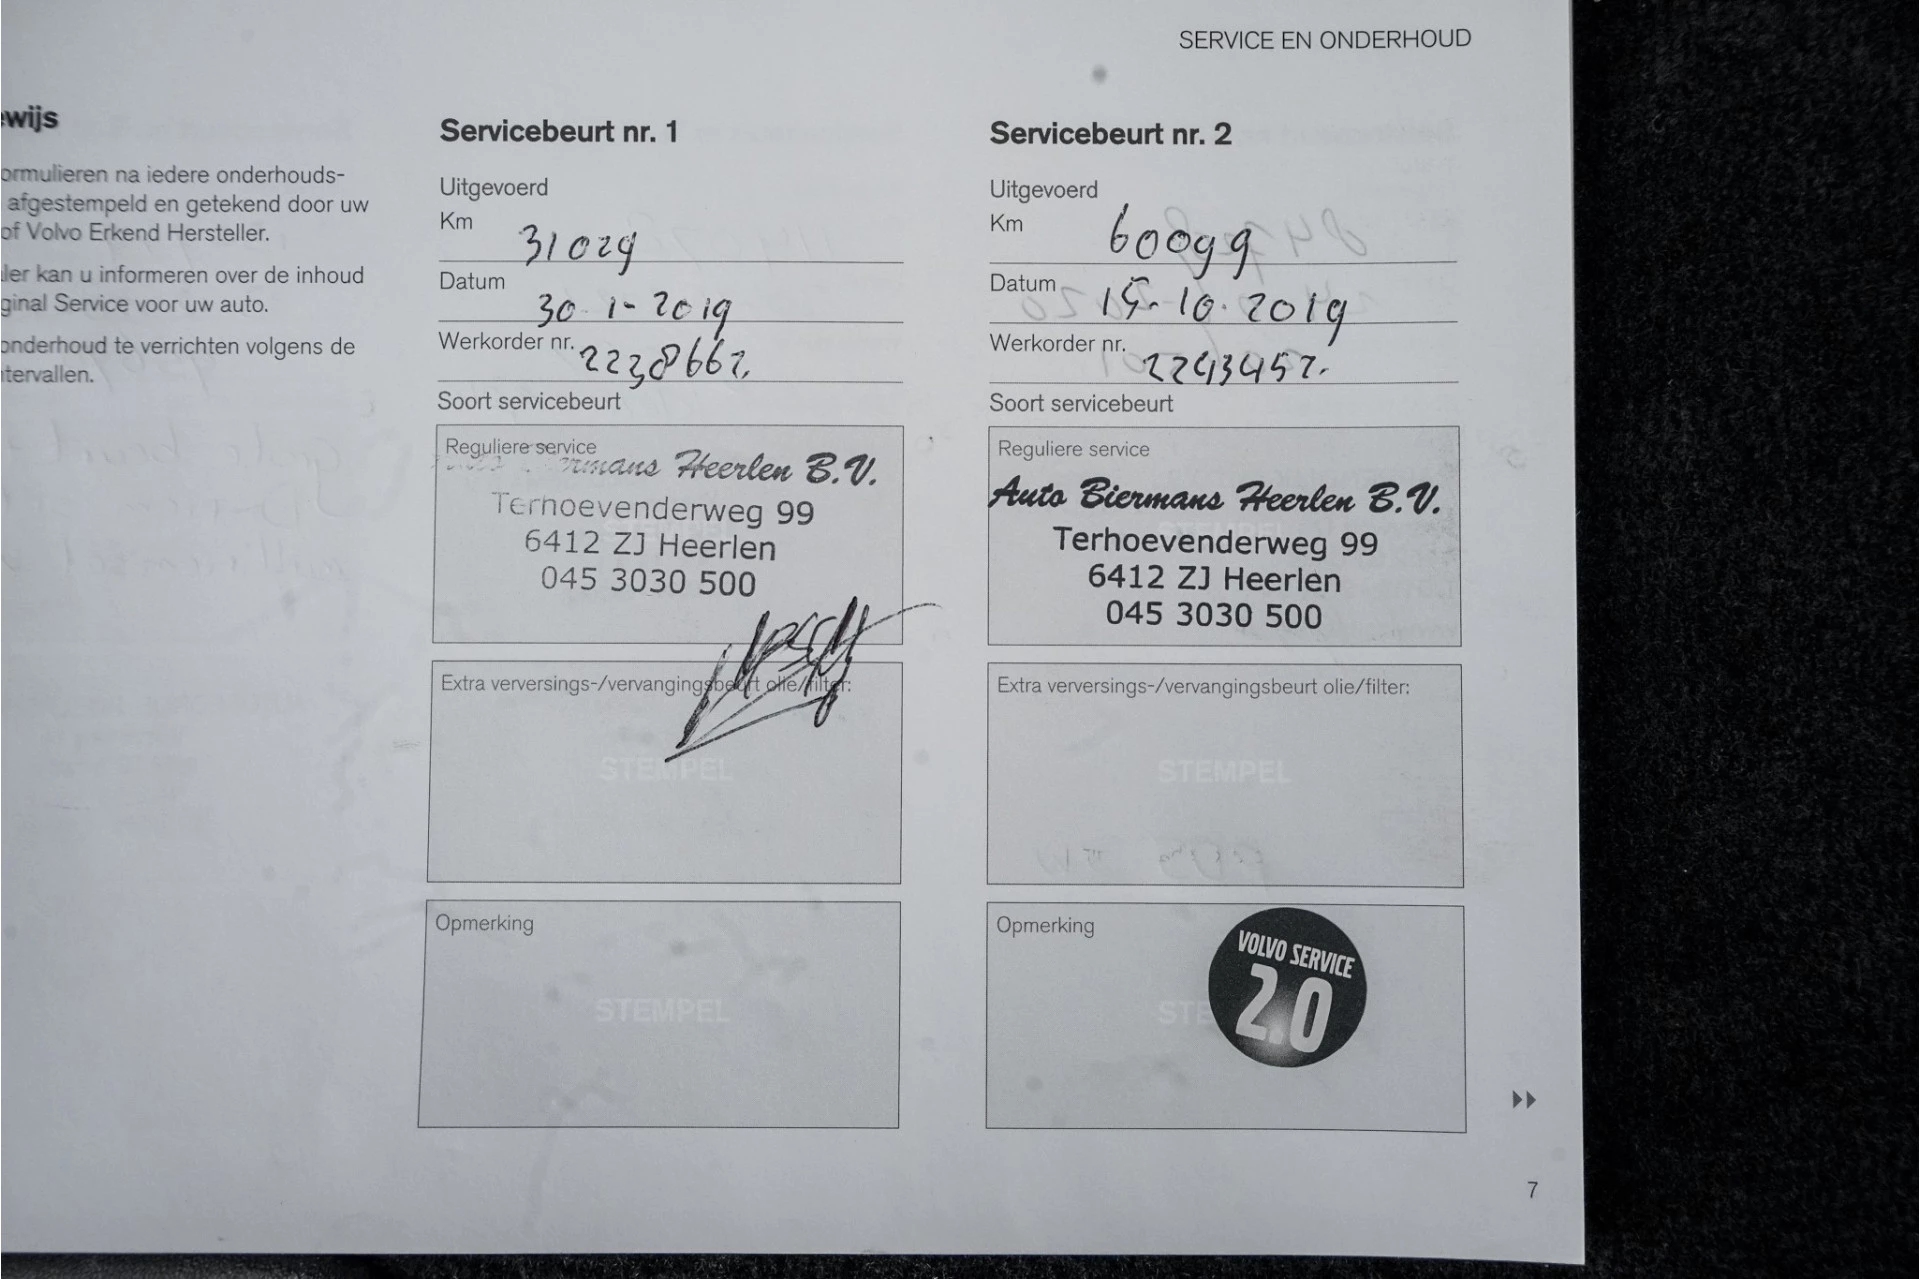 SERVICE EN ONDERHOUD
ewijs
ormulieren na iedere onderhouds-
afgestempeld en getekend door uw
of Volvo Erkend Hersteller.
ler kan u informeren over de inhoud
ginal Service voor uw auto.
onderhoud te verrichten volgens de
tervallen.
Servicebeurt nr. 1
Uitgevoerd
Km 31029
Datum 30-1-2019
Werkorder nr. 2238662.
Soort servicebeurt
Reguliere service
Biermans Heerlen B.V.
Terhoevenderweg 99
6412 ZJ Heerlen
045 3030 500
Extra verversings-/vervangingsbeurt olie/filter:
STEMPEL
Opmerking
STEMPEL
Servicebeurt nr. 2
Uitgevoerd
Km 60099
Datum 15-10-2019
Werkorder nr. 2243457.
Soort servicebeurt
Reguliere service
Auto Biermans Heerlen B.V.
Terhoevenderweg 99
6412 ZJ Heerlen
045 3030 500
Extra verversings-/vervangingsbeurt olie/filter:
STEMPEL
Opmerking
VOLVO SERVICE
2.0
STE
7